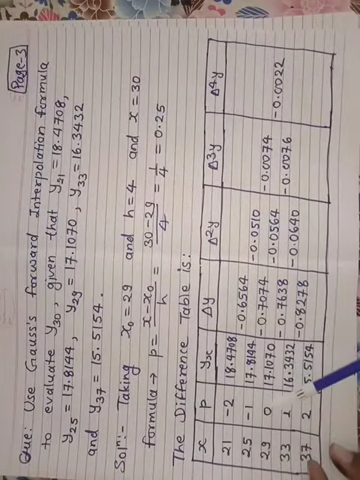 Page-3
Que: Use Gauss's forward Interpolation formula
to evaluate y30, given that y21 = 18.4708,
y25 = 17.8144, y29 = 17.1070, y33 = 16.3432
and y37 = 15.5154.
Solⁿ:- Taking x0 = 29 and h = 4 and x = 30
formula → p = x - x0 / h = 30 - 29 / 4 = 1/4 = 0.25
The Difference Table is:
x P yx Δy Δ2y Δ3y Δ4y
21 -2 18.4708
-0.6564
25 -1 17.8144 -0.0510
-0.7074 -0.0074
29 0 17.1070 -0.0564 -0.0022
-0.7638 -0.0076
33 1 16.3432 -0.0640
-0.8278
37 2 5.5154